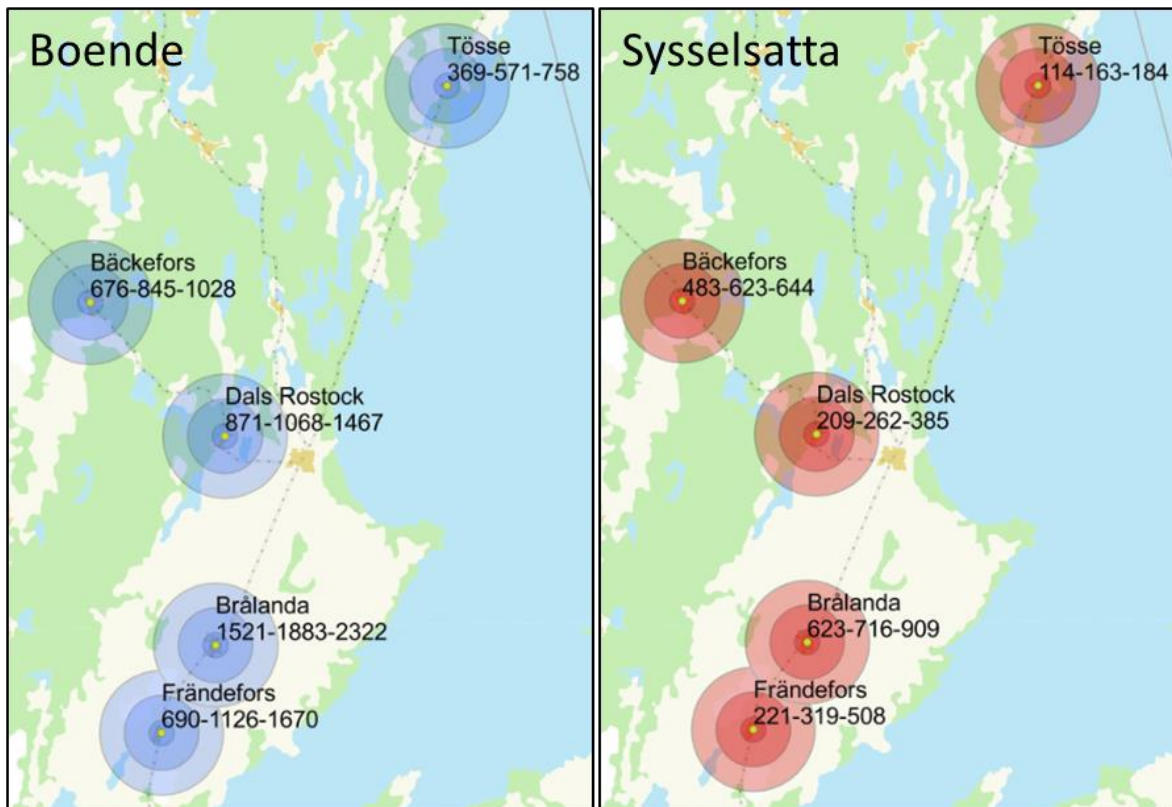 Boende
Tösse
369-571-758
Bäckefors
676-845-1028
Dals Rostock
871-1068-1467
Brålanda
1521-1883-2322
Frändefors
690-1126-1670
Sysselsatta
Tösse
114-163-184
Bäckefors
483-623-644
Dals Rostock
209-262-385
Brålanda
623-716-909
Frändefors
221-319-508